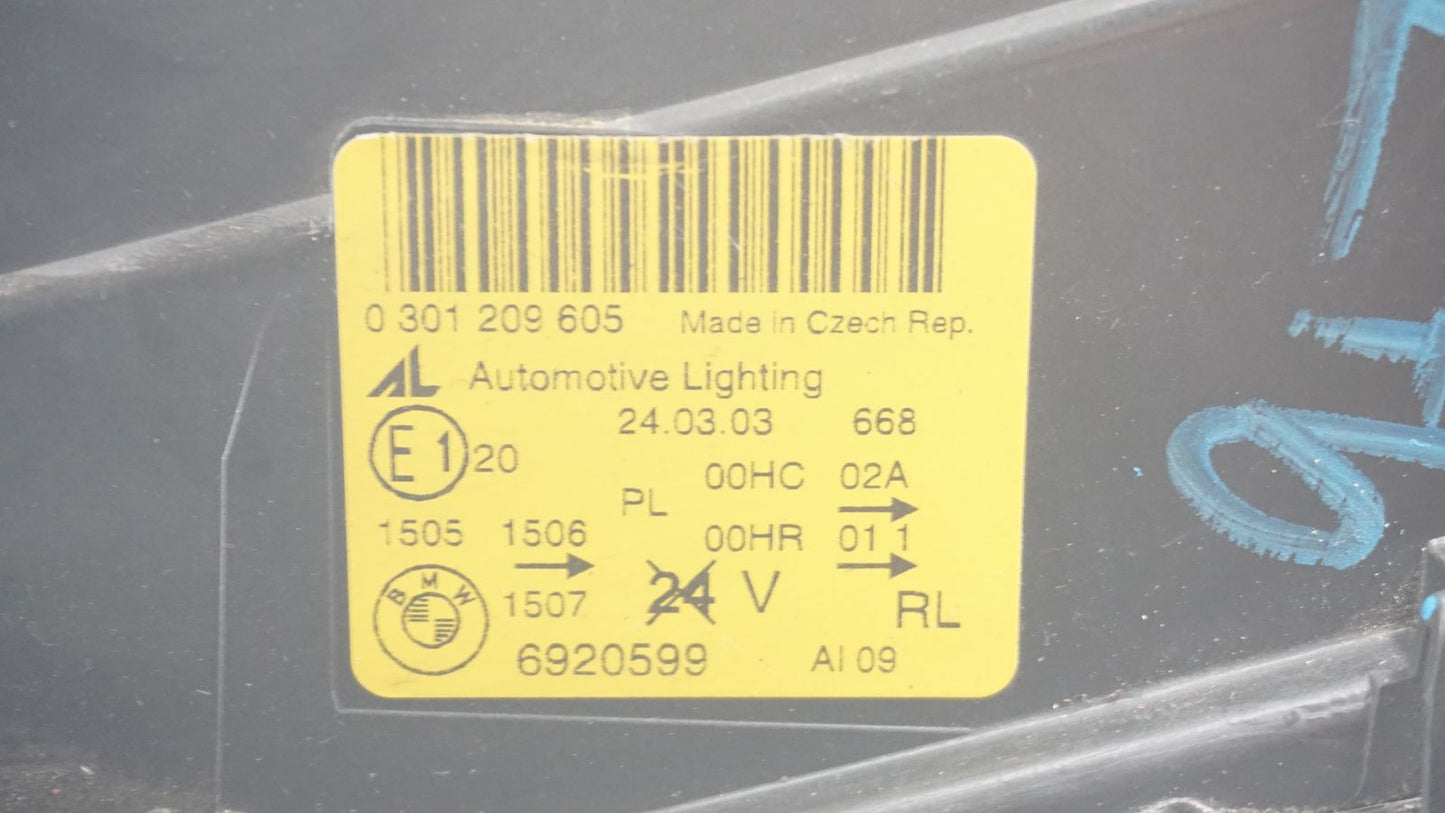 0 301 209 605 Made in Czech Rep.
AL Automotive Lighting
24.03.03 668
E1 20
00HC 02A
PL
1505 1506 00HR 01 1
BMW 1507 24 V RL
6920599 AI 09